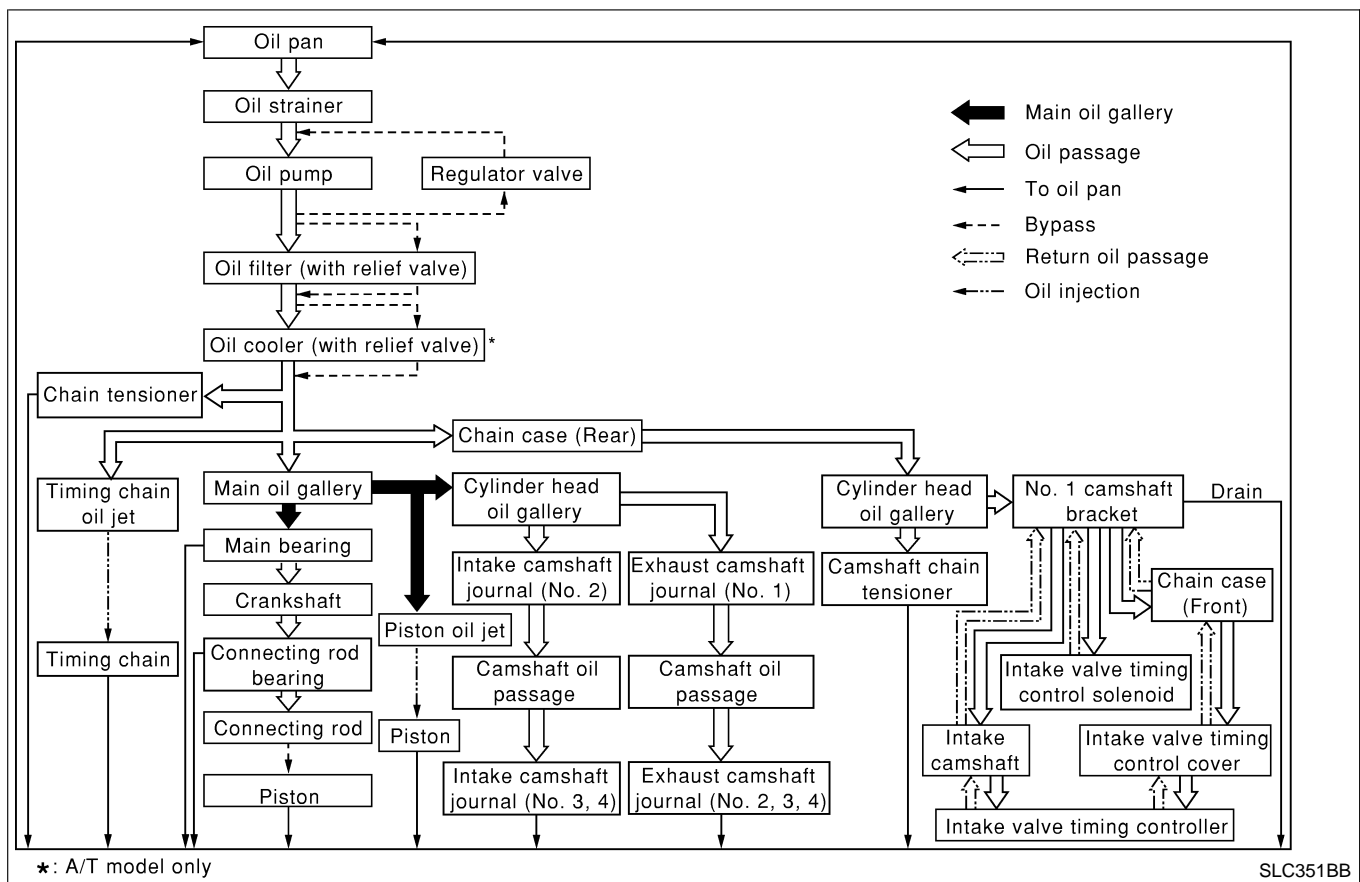 Oil pan
Oil strainer
Oil pump
Regulator valve
Oil filter (with relief valve)
Oil cooler (with relief valve) *
Main oil gallery
Oil passage
To oil pan
Bypass
Return oil passage
Oil injection
Chain tensioner
Chain case (Rear)
Timing chain
oil jet
Main oil gallery
Cylinder head
oil gallery
Cylinder head
oil gallery
No. 1 camshaft
bracket
Drain
Main bearing
Intake camshaft
journal (No. 2)
Exhaust camshaft
journal (No. 1)
Camshaft chain
tensioner
Chain case
(Front)
Crankshaft
Piston oil jet
Timing chain
Connecting rod
bearing
Camshaft oil
passage
Camshaft oil
passage
Intake valve timing
control solenoid
Connecting rod
Piston
Intake
camshaft
Intake valve timing
control cover
Piston
Intake camshaft
journal (No. 3, 4)
Exhaust camshaft
journal (No. 2, 3, 4)
Intake valve timing controller
*: A/T model only
SLC351BB